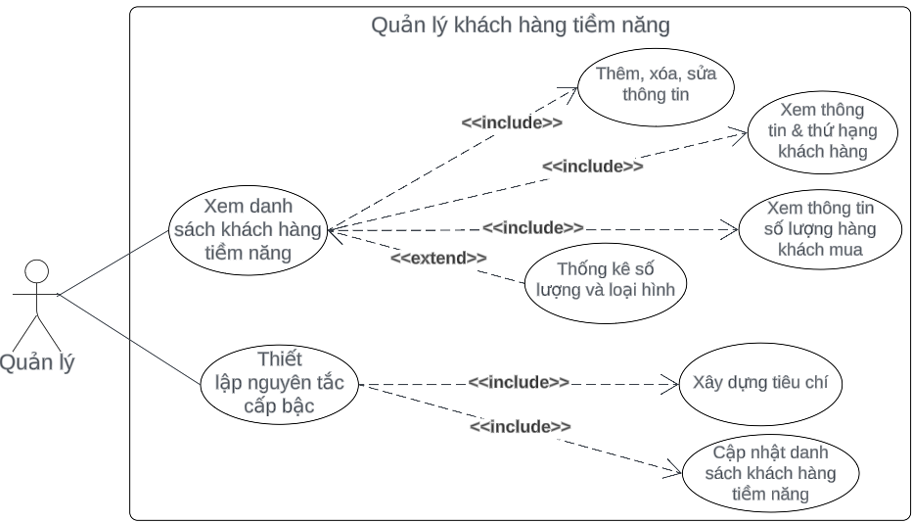 Quản lý khách hàng tiềm năng
Thêm, xóa, sửa
thông tin
<<include>>
Xem thông
tin & thứ hạng
khách hàng
<<include>>
Xem danh
sách khách hàng
tiềm năng
<<include>>
Xem thông tin
số lượng hàng
khách mua
<<extend>>
Thống kê số
lượng và loại hình
Quản lý
Thiết
lập nguyên tắc
cấp bậc
<<include>>
Xây dựng tiêu chí
<<include>>
Cập nhật danh
sách khách hàng
tiềm năng